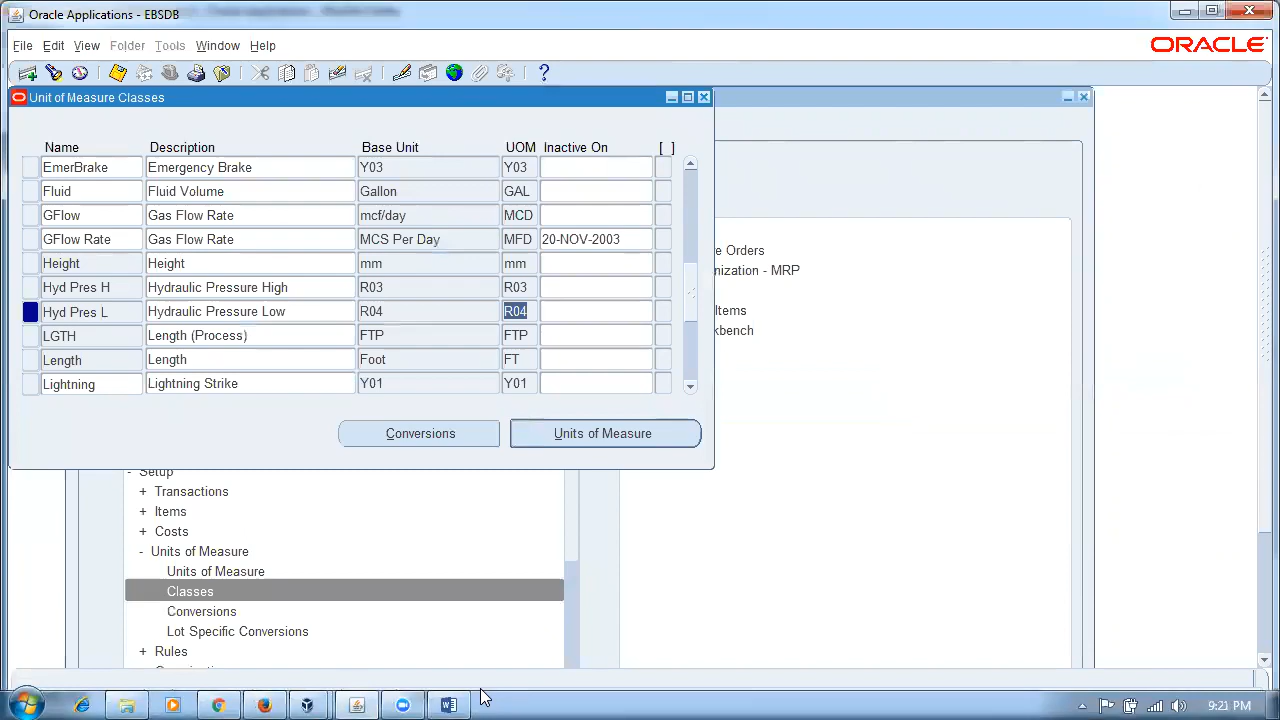 Oracle Applications - EBSDB
File Edit View Folder Tools Window Help
ORACLE
Unit of Measure Classes
Name Description Base Unit UOM Inactive On [ ]
EmerBrake Emergency Brake Y03 Y03
Fluid Fluid Volume Gallon GAL
GFlow Gas Flow Rate mcf/day MCD
GFlow Rate Gas Flow Rate MCS Per Day MFD 20-NOV-2003
Height Height mm mm
Hyd Pres H Hydraulic Pressure High R03 R03
Hyd Pres L Hydraulic Pressure Low R04 R04
LGTH Length (Process) FTP FTP
Length Length Foot FT
Lightning Lightning Strike Y01 Y01
Conversions Units of Measure
e Orders
nization - MRP
Items
kbench
- Setup
+ Transactions
+ Items
+ Costs
- Units of Measure
Units of Measure
Classes
Conversions
Lot Specific Conversions
+ Rules
9:21 PM